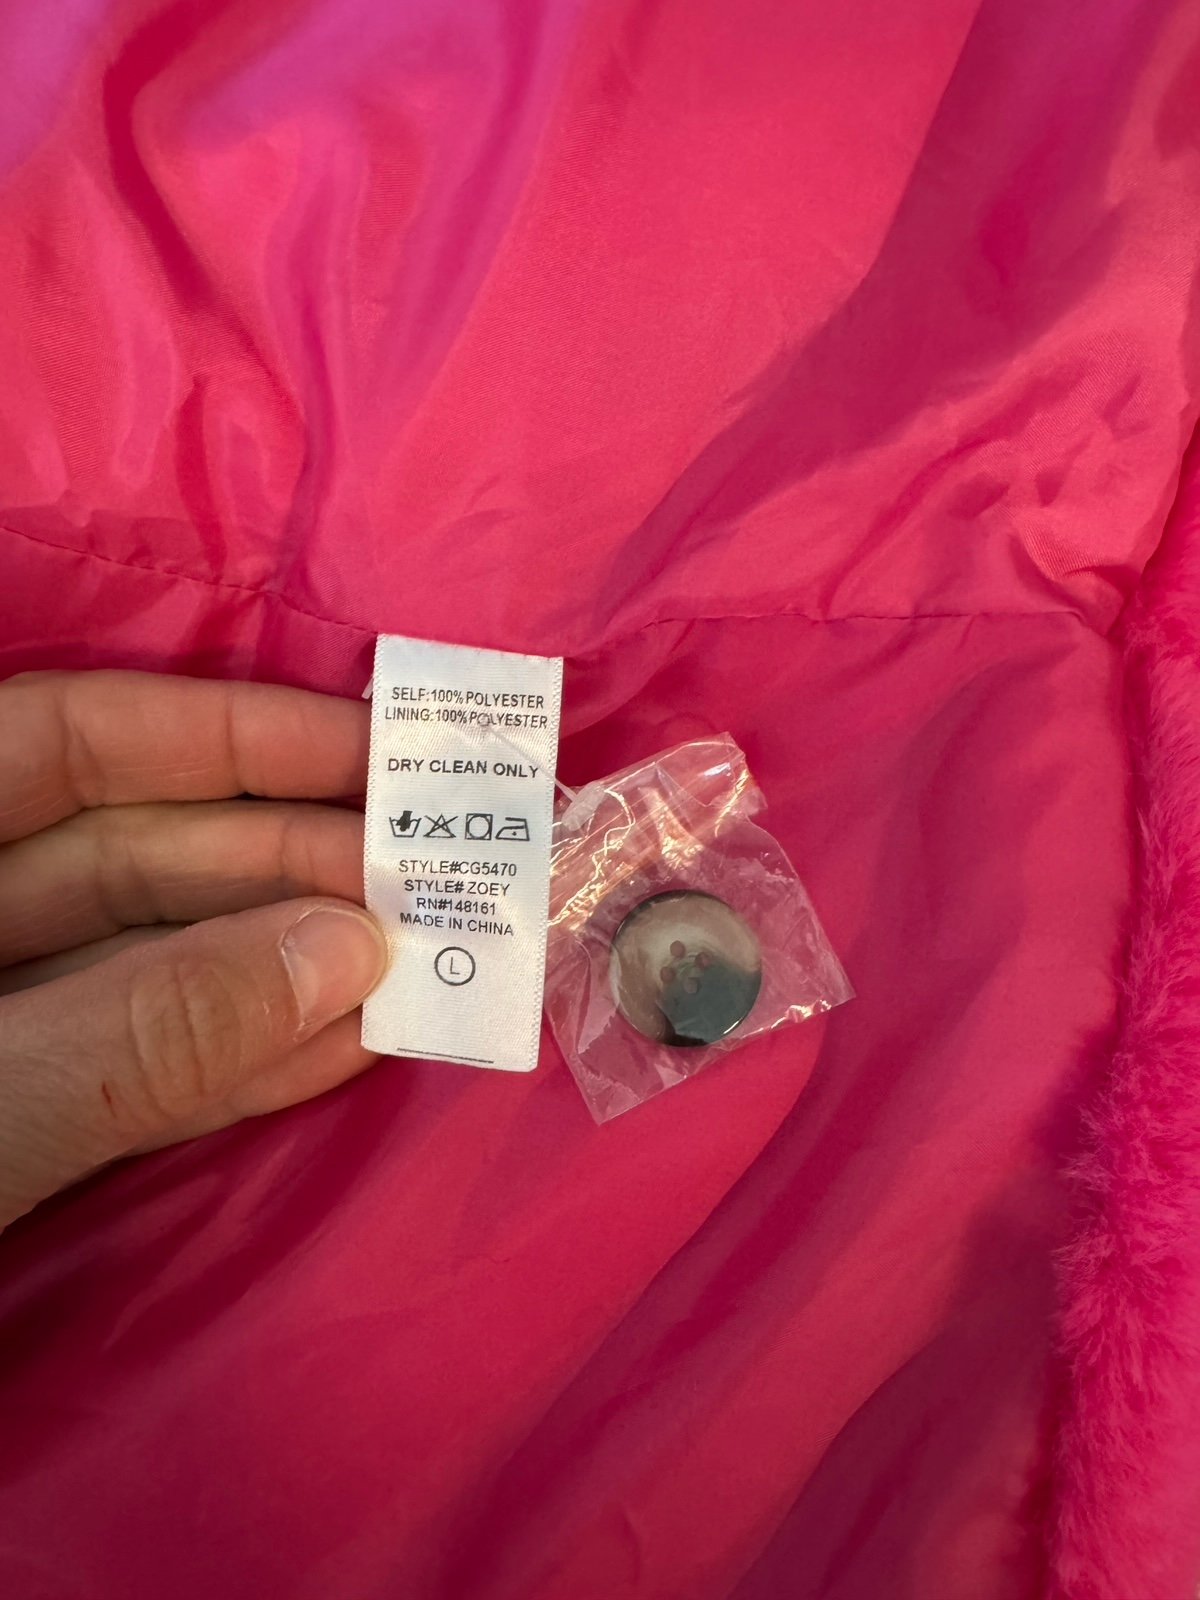 SELF:100% POLYESTER
LINING:100% POLYESTER
DRY CLEAN ONLY
STYLE#CG5470
STYLE# ZOEY
RN#148161
MADE IN CHINA
L